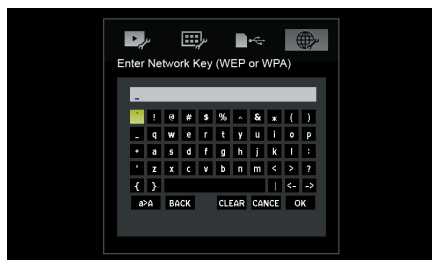 Enter Network Key (WEP or WPA)
_
` ! @ # $ % ^ & * ( )
- q w e r t y u i o p
+ a s d f g h j k l :
' z x c v b n m < > ?
{ } | <- ->
a>A BACK CLEAR CANCE OK